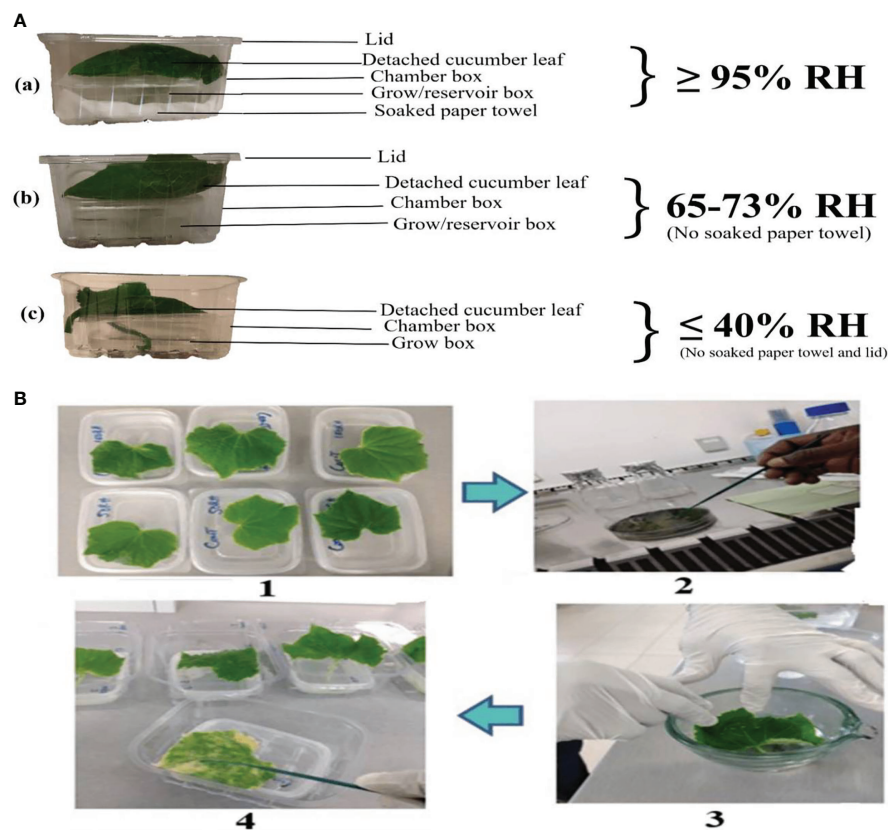 A
(a)
Lid
Detached cucumber leaf
Chamber box
Grow/reservoir box
Soaked paper towel
≥ 95% RH
(b)
Lid
Detached cucumber leaf
Chamber box
Grow/reservoir box
65-73% RH
(No soaked paper towel)
(c)
Detached cucumber leaf
Chamber box
Grow box
≤ 40% RH
(No soaked paper towel and lid)
B
1
2
4
3